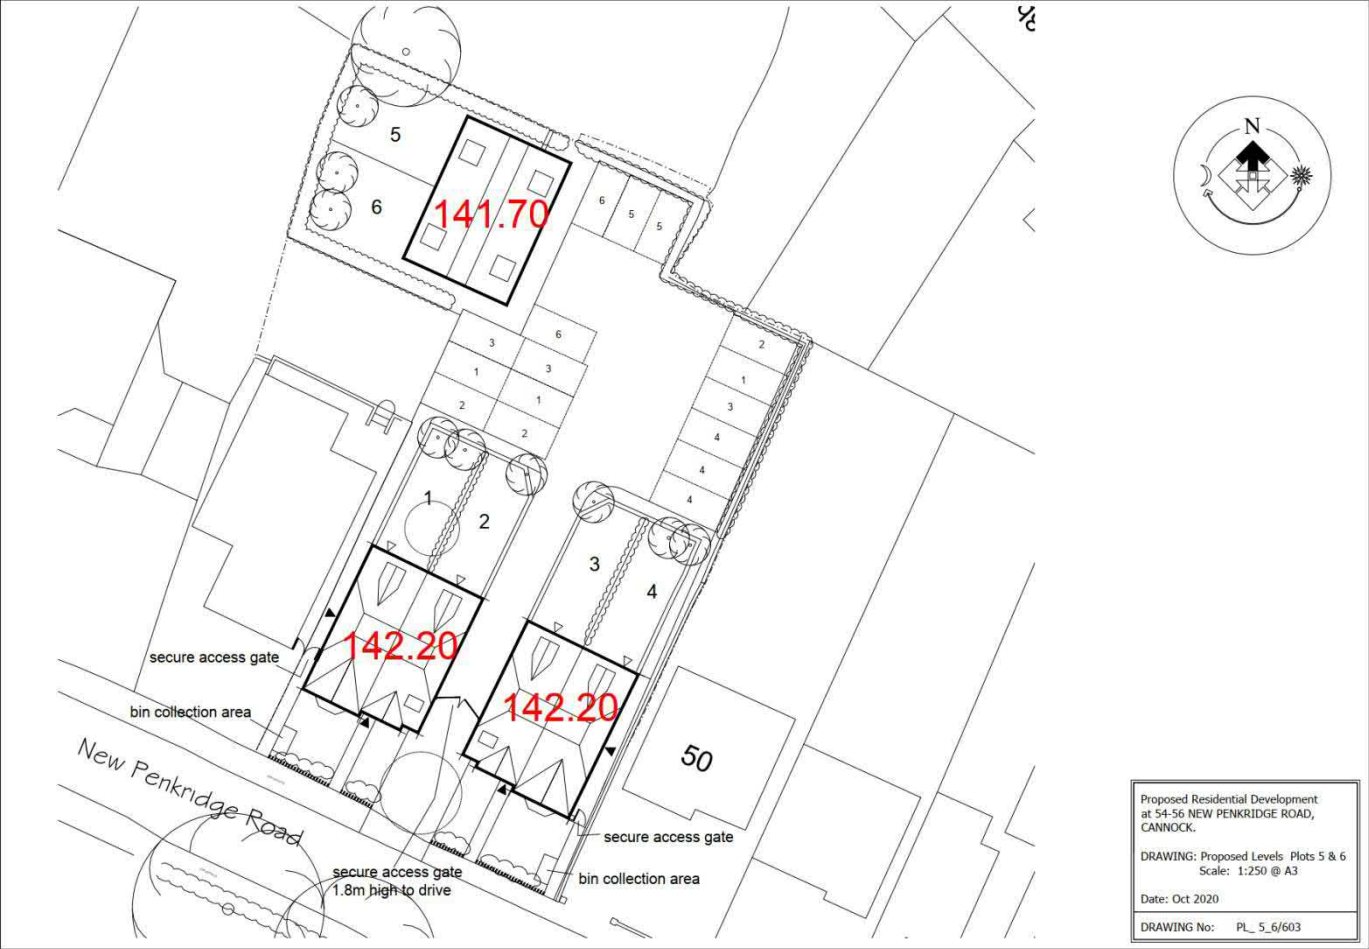 5
N
6
141.70
6
5
5
6
3
2
3
1
1
1
3
2
4
2
4
4
1
2
3
4
142.20
secure access gate
142.20
bin collection area
50
New Penkridge Road
secure access gate
secure access gate
1.8m high to drive
bin collection area
Proposed Residential Development
at 54-56 NEW PENKRIDGE ROAD,
CANNOCK.
DRAWING: Proposed Levels Plots 5 & 6
Scale: 1:250 @ A3
Date: Oct 2020
DRAWING No: PL_ 5_6/603